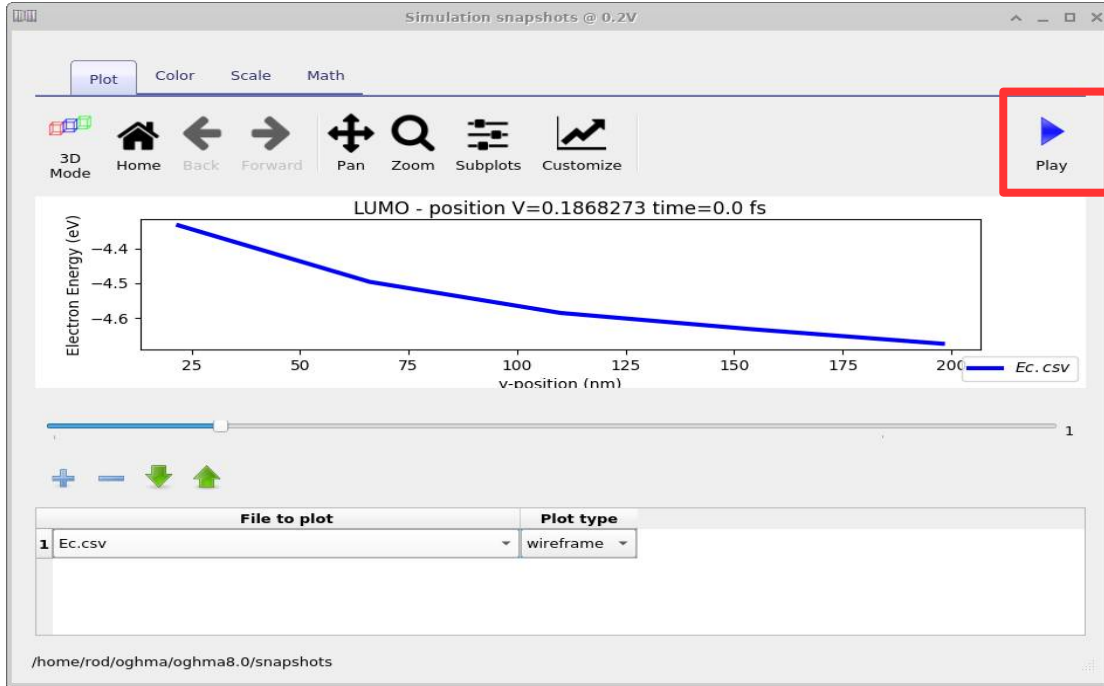 Simulation snapshots @ 0.2V
Plot Color Scale Math
3D Mode Home Back Forward Pan Zoom Subplots Customize Play
LUMO - position V=0.1868273 time=0.0 fs
Electron Energy (eV)
−4.4
−4.5
−4.6
25 50 75 100 125 150 175 200
y-position (nm)
Ec.csv
1
File to plot Plot type
1 Ec.csv wireframe
/home/rod/oghma/oghma8.0/snapshots